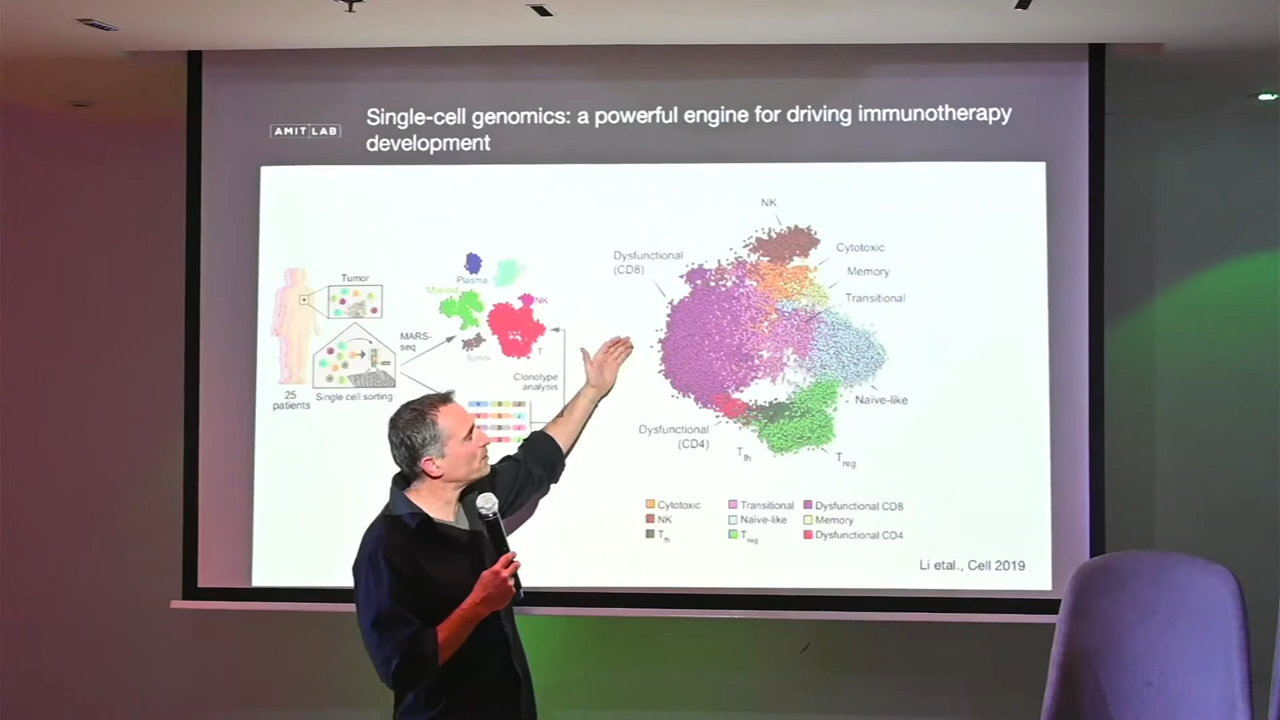 AMIT LAB
Single-cell genomics: a powerful engine for driving immunotherapy
development
Tumor
25
patients
Single cell sorting
MARS-
seq
Plasma
Myeloid
NK
Tumor
T
Clonotype
analysis
NK
Dysfunctional
(CD8)
Cytotoxic
Memory
Transitional
Naïve-like
Dysfunctional
(CD4)
Tfh
Treg
Cytotoxic
Transitional
Dysfunctional CD8
NK
Naïve-like
Memory
Tfh
Treg
Dysfunctional CD4
Li etal., Cell 2019